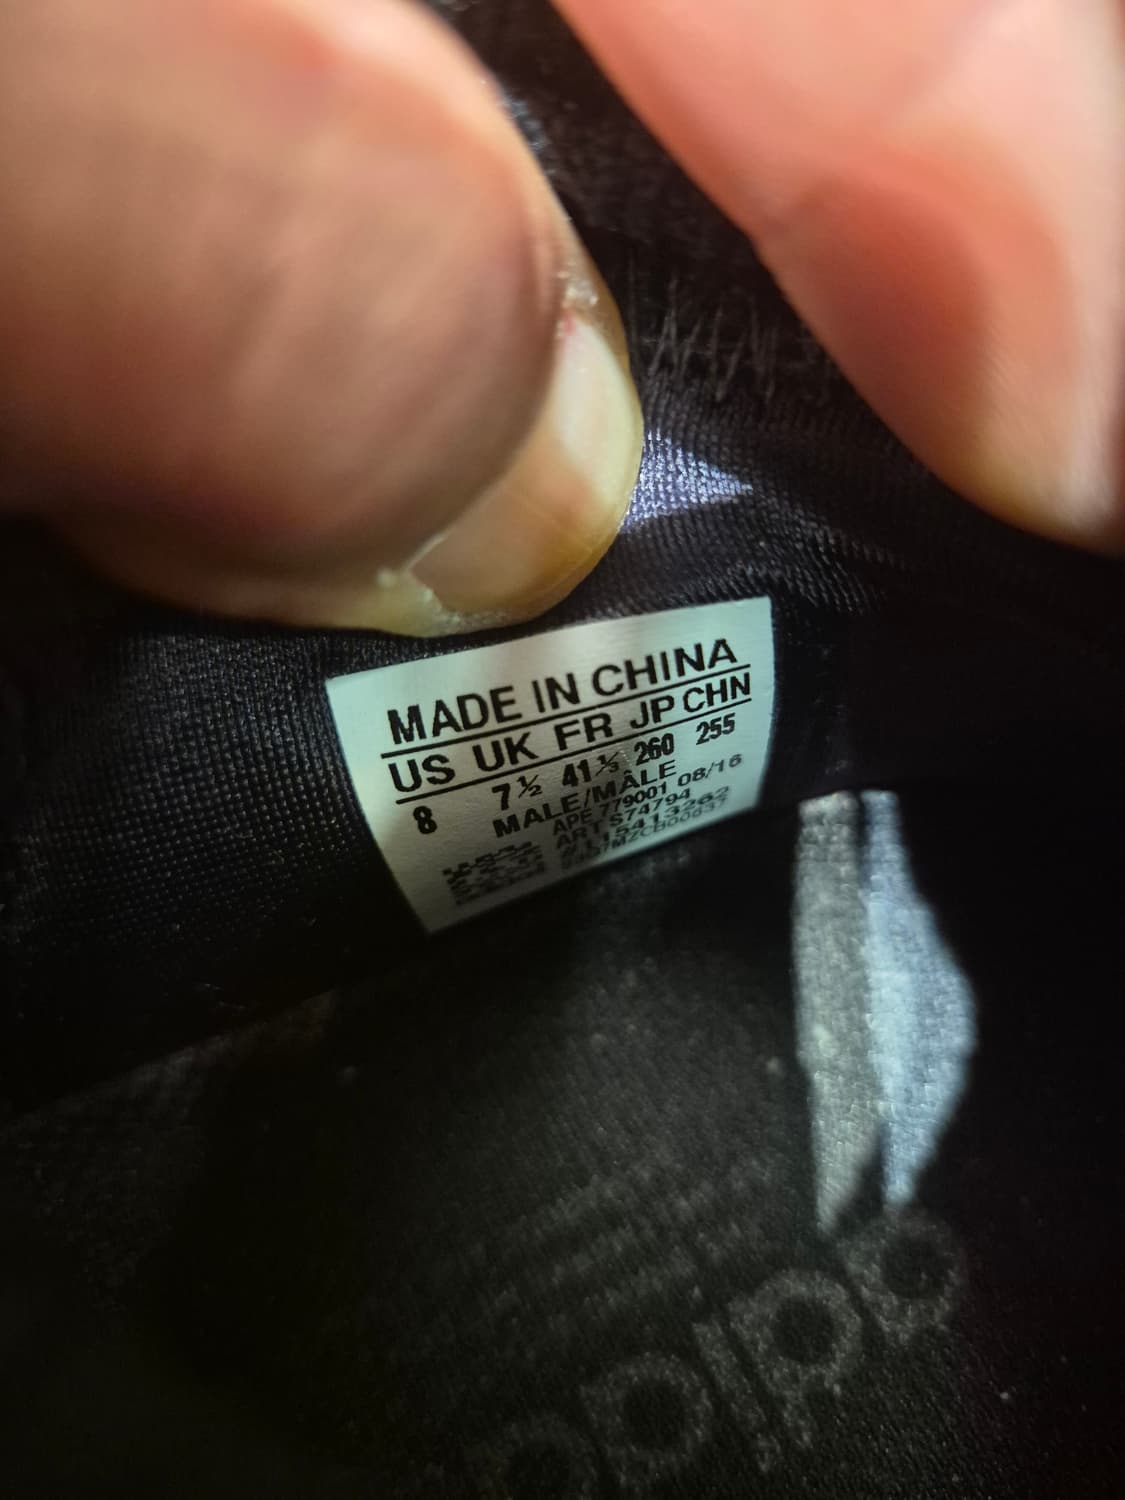 MADE IN CHINA
US UK FR JP CHN
8 7½ 41⅓ 260 255
MALE/MÂLE
APE 779001 08/16
ART S74794